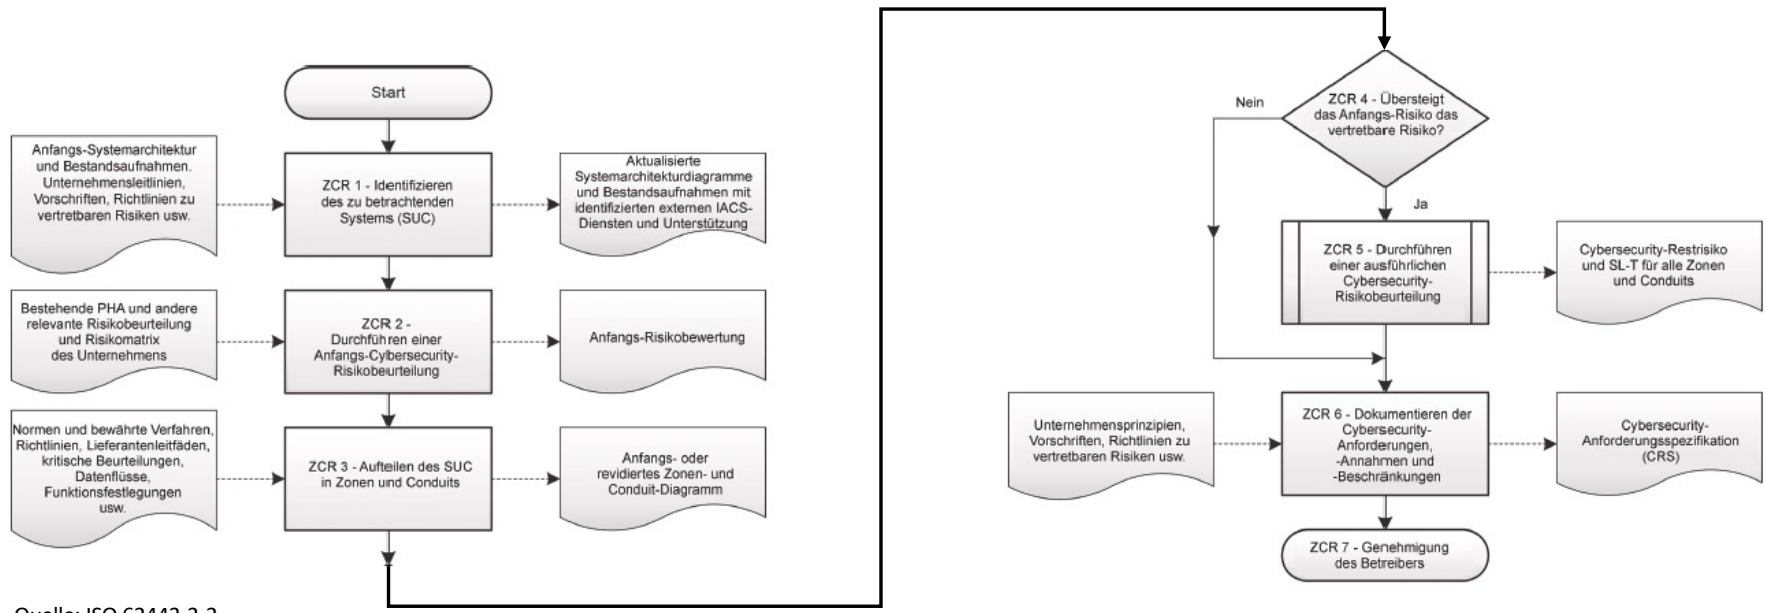 Start
Anfangs-Systemarchitektur
und Bestandsaufnahmen.
Unternehmensleitlinien,
Vorschriften, Richtlinien zu
vertretbaren Risiken usw.
ZCR 1 - Identifizieren
des zu betrachtenden
Systems (SUC)
Aktualisierte
Systemarchitekturdiagramme
und Bestandsaufnahmen mit
identifizierten externen IACS-
Diensten und Unterstützung
Bestehende PHA und andere
relevante Risikobeurteilung
und Risikomatrix
des Unternehmens
ZCR 2 -
Durchführen einer
Anfangs-Cybersecurity-
Risikobeurteilung
Anfangs-Risikobewertung
Normen und bewährte Verfahren,
Richtlinien, Lieferantenleitfäden,
kritische Beurteilungen,
Datenflüsse,
Funktionsfestlegungen
usw.
ZCR 3 - Aufteilen des SUC
in Zonen und Conduits
Anfangs- oder
revidiertes Zonen- und
Conduit-Diagramm
ZCR 4 - Übersteigt
das Anfangs-Risiko das
vertretbare Risiko?
Nein
Ja
ZCR 5 - Durchführen
einer ausführlichen
Cybersecurity-
Risikobeurteilung
Cybersecurity-Restrisiko
und SL-T für alle Zonen
und Conduits
Unternehmensprinzipien,
Vorschriften, Richtlinien zu
vertretbaren Risiken usw.
ZCR 6 - Dokumentieren der
Cybersecurity-
Anforderungen,
-Annahmen und
-Beschränkungen
Cybersecurity-
Anforderungsspezifikation
(CRS)
ZCR 7 - Genehmigung
des Betreibers